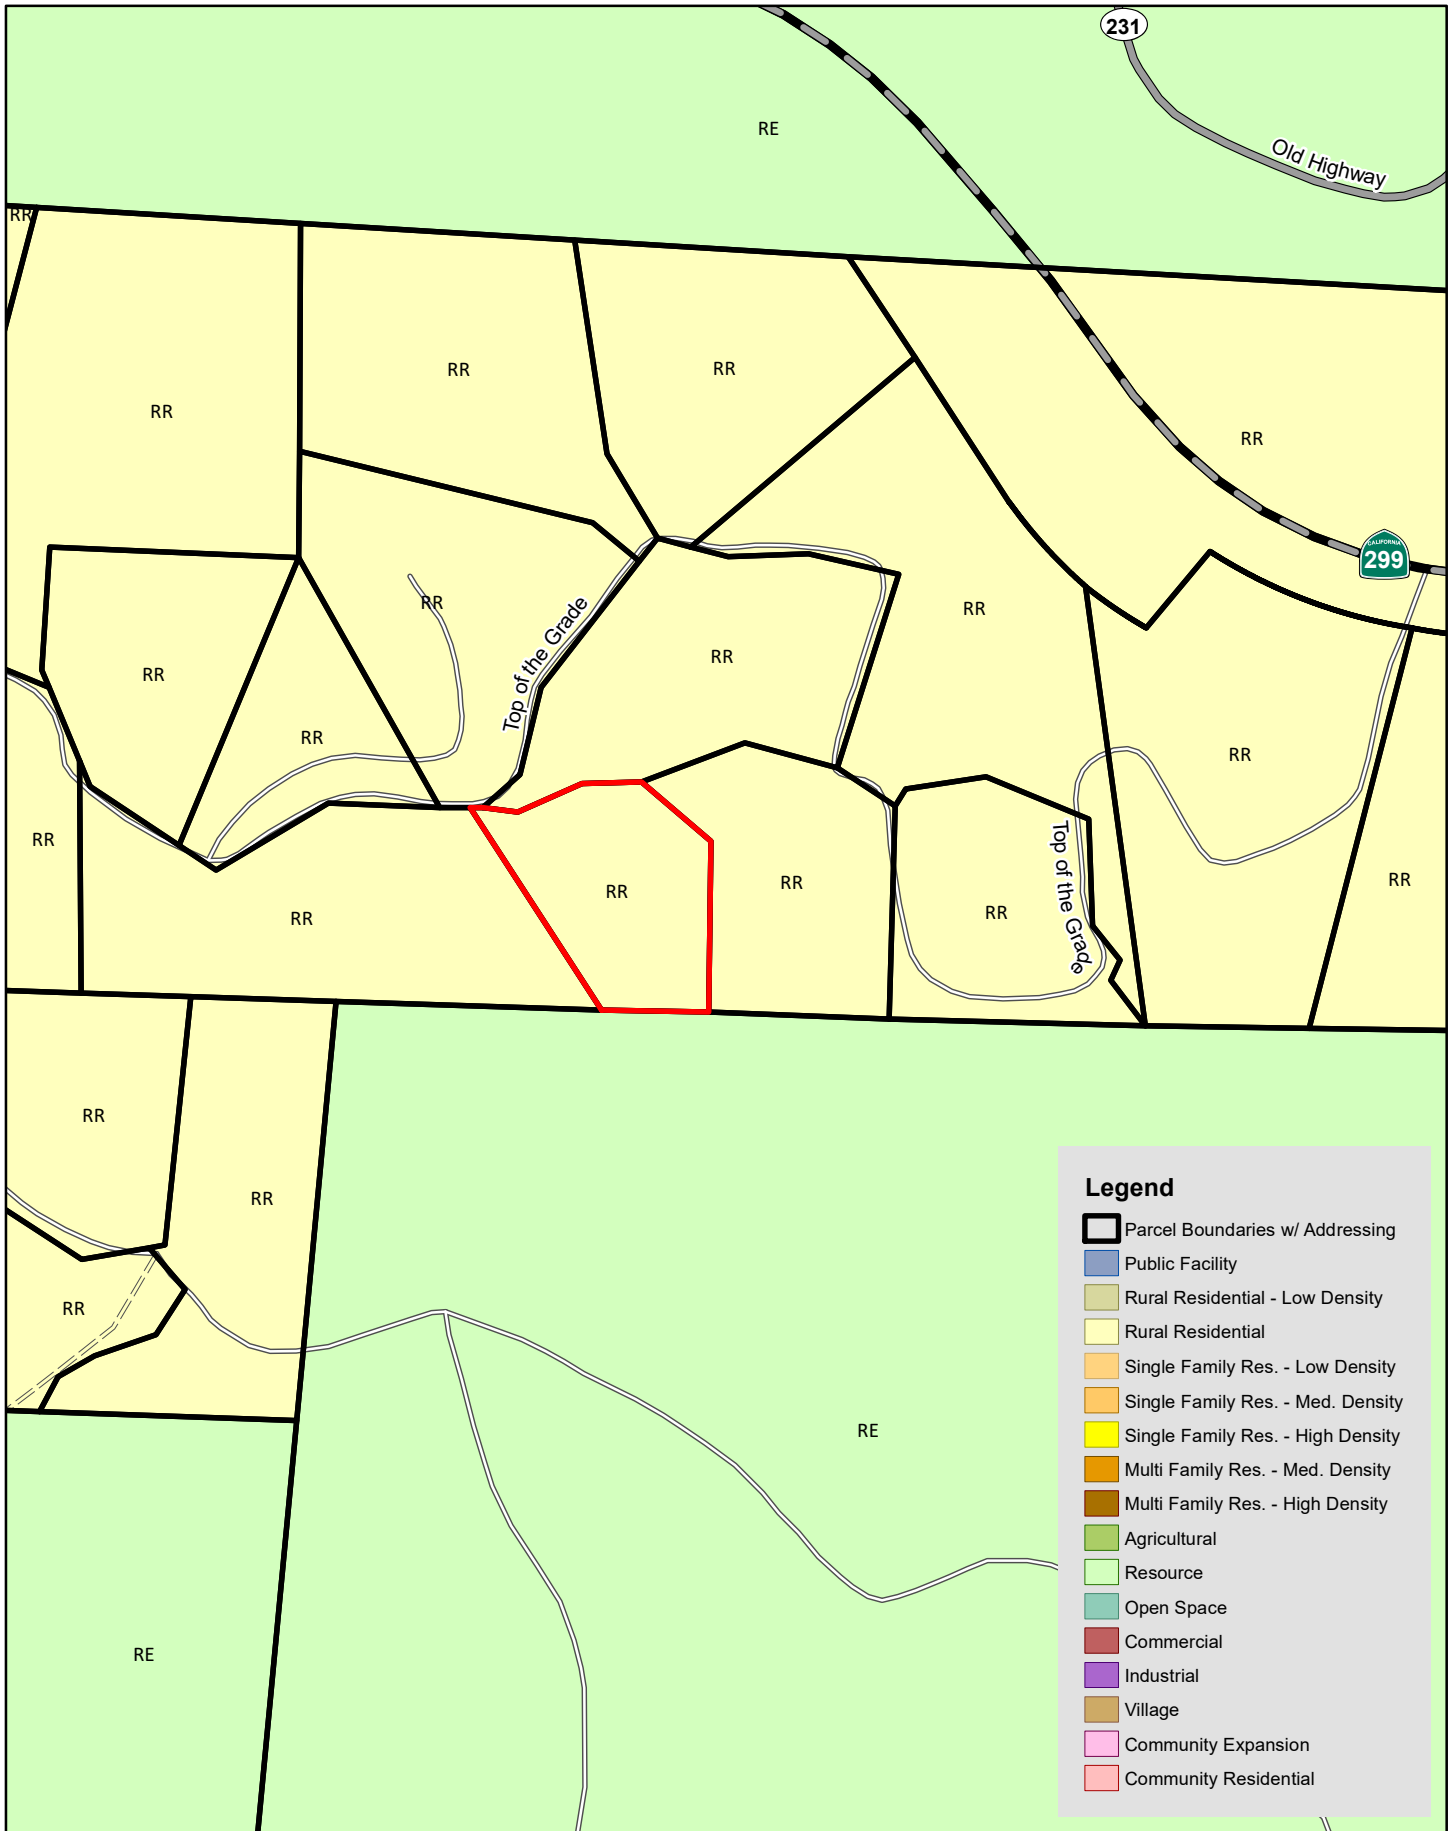 231
Old Highway
RE
RR
RR
RR
RR
RR
RR
CALIFORNIA
299
RR
RR
Top of the Grade
RR
RR
RR
RR
RR
RR
RR
RR
RR
RR
Top of the Grade
RR
RR
RR
RR
RE
RE
Legend
Parcel Boundaries w/ Addressing
Public Facility
Rural Residential - Low Density
Rural Residential
Single Family Res. - Low Density
Single Family Res. - Med. Density
Single Family Res. - High Density
Multi Family Res. - Med. Density
Multi Family Res. - High Density
Agricultural
Resource
Open Space
Commercial
Industrial
Village
Community Expansion
Community Residential